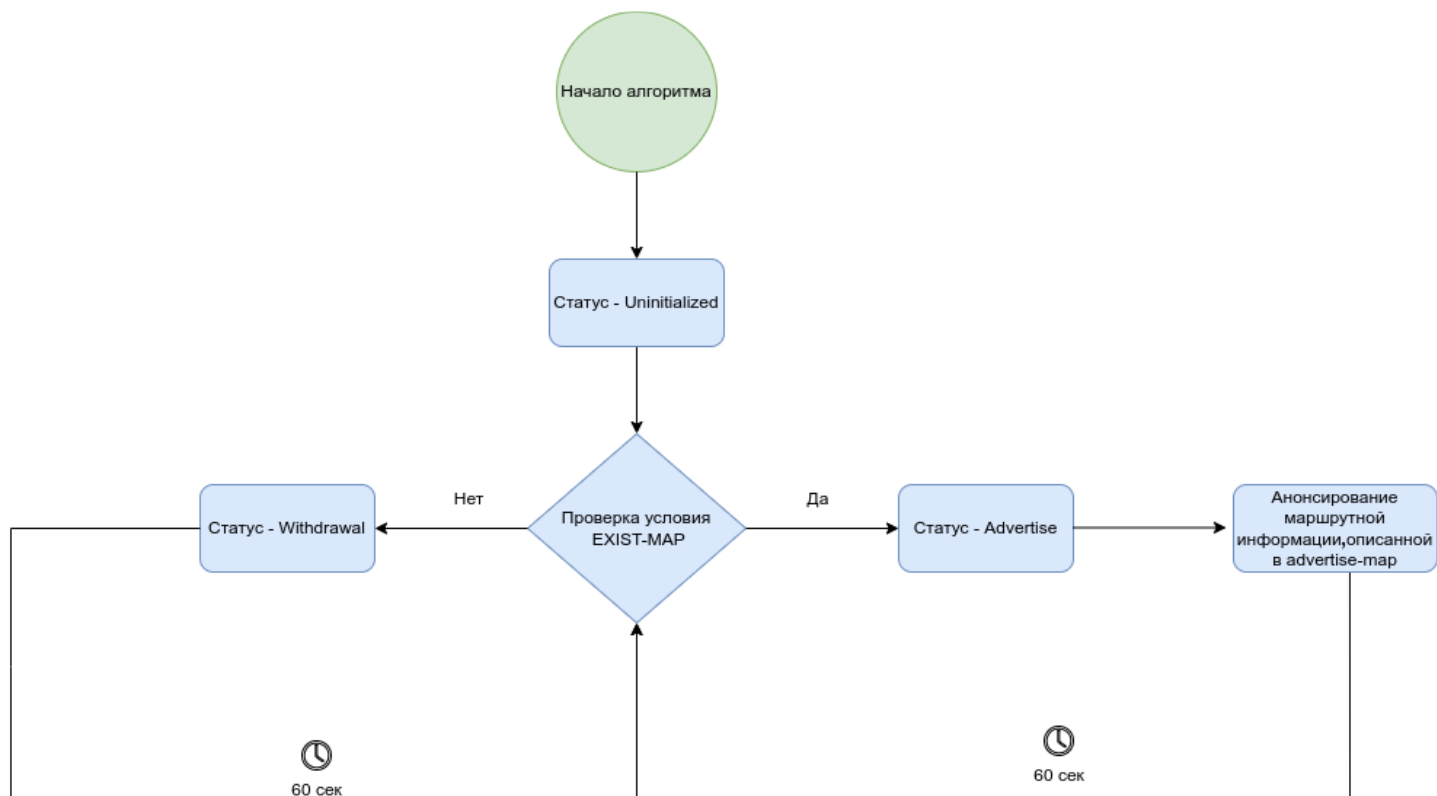 Начало алгоритма
Статус - Uninitialized
Нет
Да
Статус - Withdrawal
Проверка условия
EXIST-MAP
Статус - Advertise
Анонсирование
маршрутной
информации,описанной
в advertise-map
60 сек
60 сек